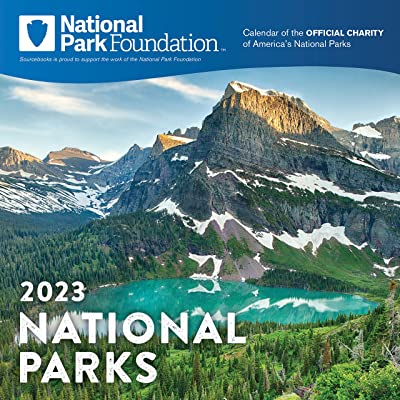 National
Park Foundation™
Sourcebooks is proud to support the work of the National Park Foundation
Calendar of the OFFICIAL CHARITY
of America's National Parks
2023
NATIONAL
PARKS